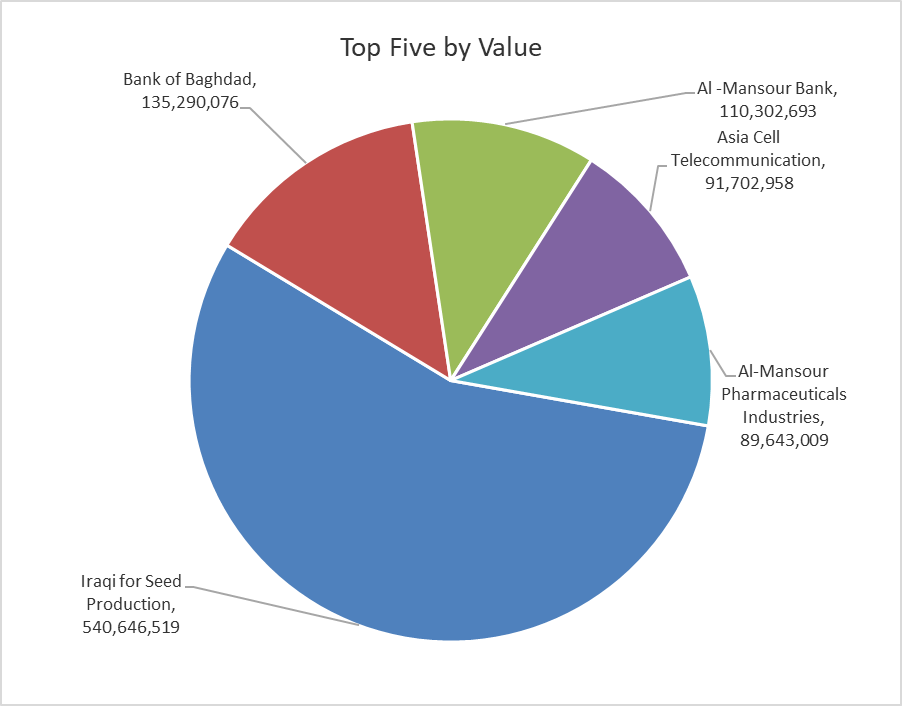 Top Five by Value
Bank of Baghdad,
135,290,076
Al -Mansour Bank,
110,302,693
Asia Cell
Telecommunication,
91,702,958
Al-Mansour
Pharmaceuticals
Industries,
89,643,009
Iraqi for Seed
Production,
540,646,519